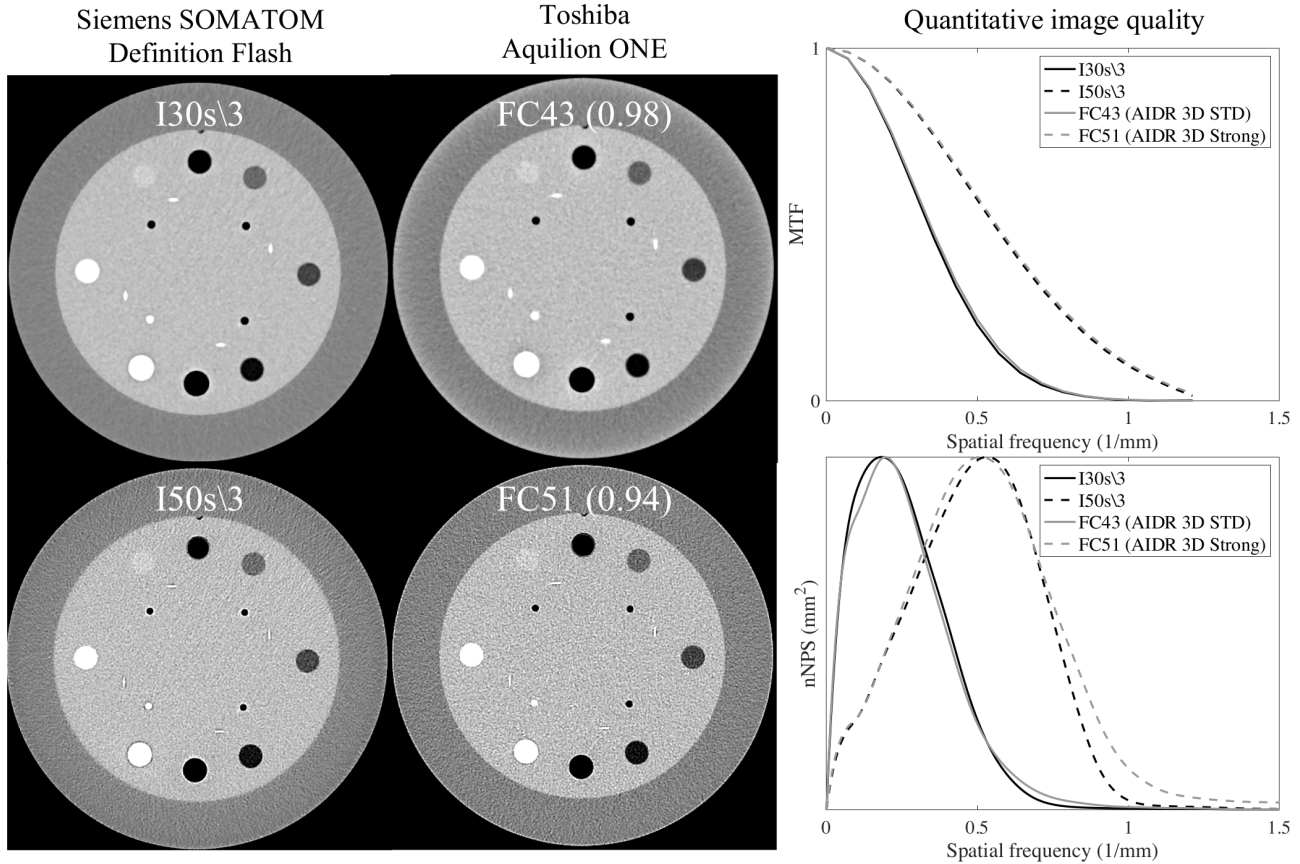 Siemens SOMATOM
Definition Flash
Toshiba
Aquilion ONE
Quantitative image quality
I30s\3
FC43 (0.98)
I50s\3
FC51 (0.94)
1
MTF
0
I30s\3
I50s\3
FC43 (AIDR 3D STD)
FC51 (AIDR 3D Strong)
0 0.5 1 1.5
Spatial frequency (1/mm)
nNPS (mm²)
I30s\3
I50s\3
FC43 (AIDR 3D STD)
FC51 (AIDR 3D Strong)
0 0.5 1 1.5
Spatial frequency (1/mm)